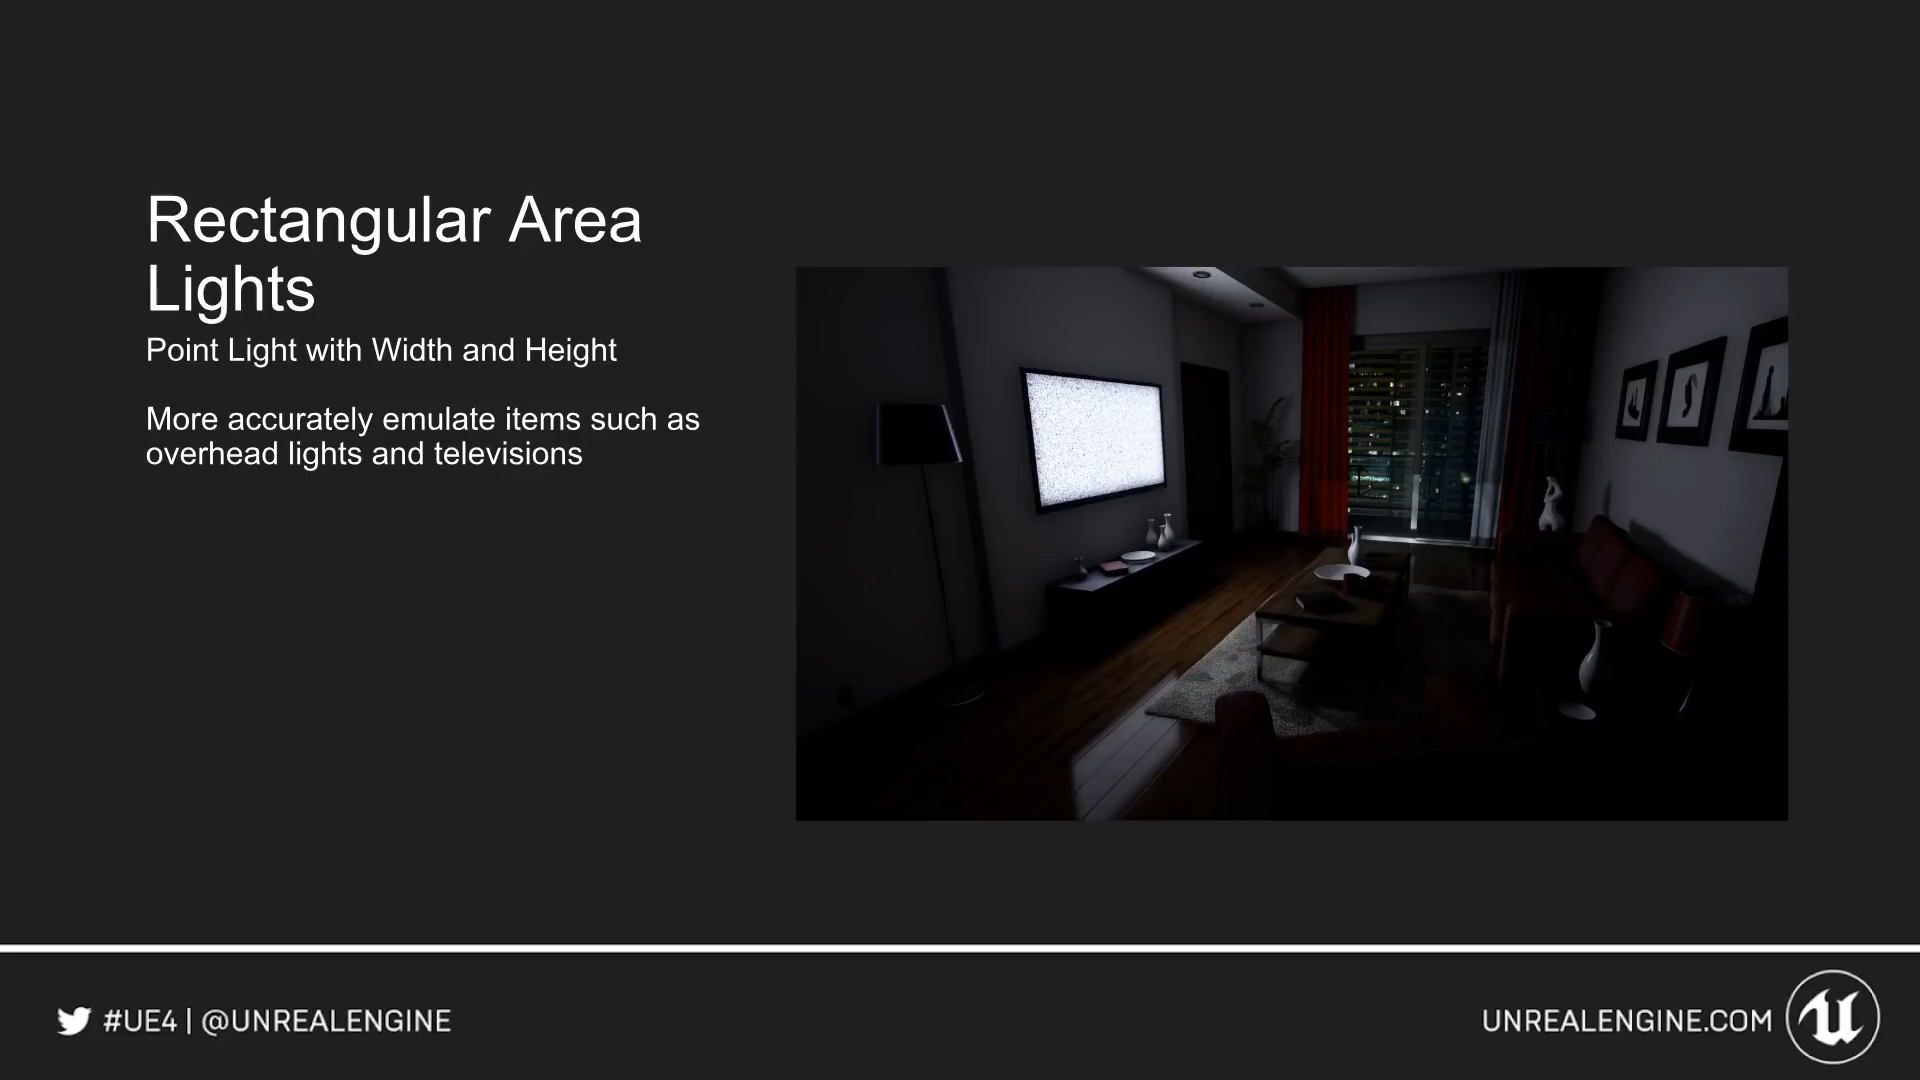 Rectangular Area
Lights
Point Light with Width and Height
More accurately emulate items such as
overhead lights and televisions
#UE4 | @UNREALENGINE
UNREALENGINE.COM